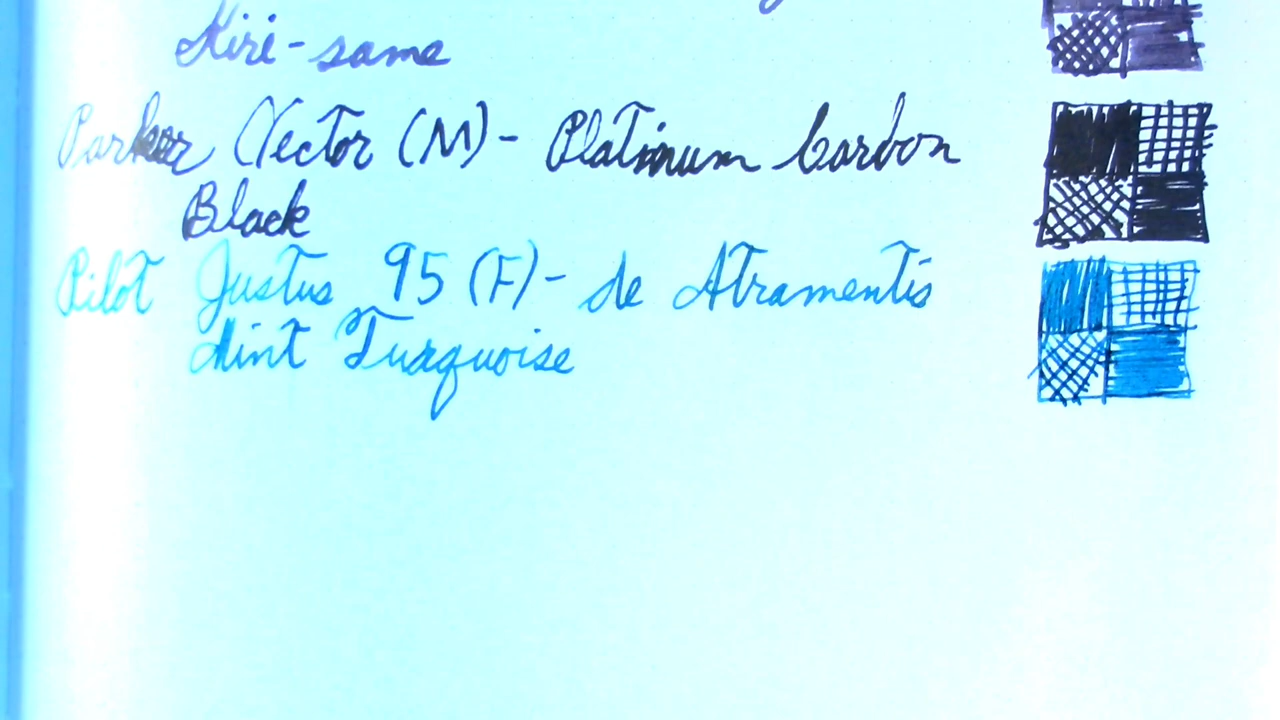 Kiri-same
Parker Vector (M)- Platinum Carbon
Black
Pilot Justus 95 (F)- de Atramentis
Mint Turquoise